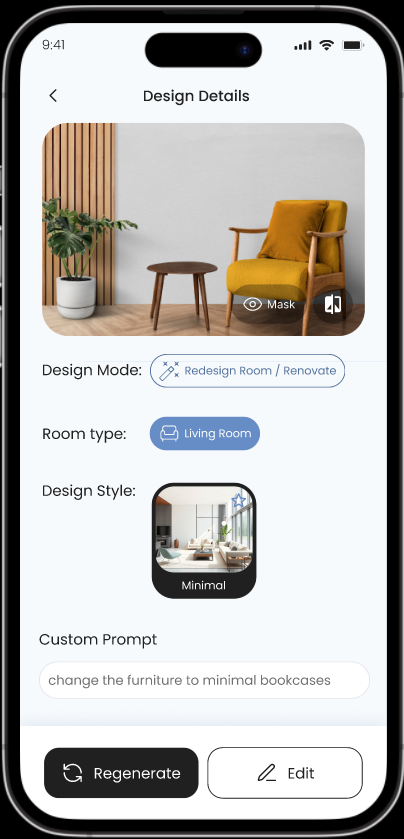 9:41
Design Details
Mask
Design Mode: Redesign Room / Renovate
Room type: Living Room
Design Style:
Minimal
Custom Prompt
change the furniture to minimal bookcases
Regenerate Edit